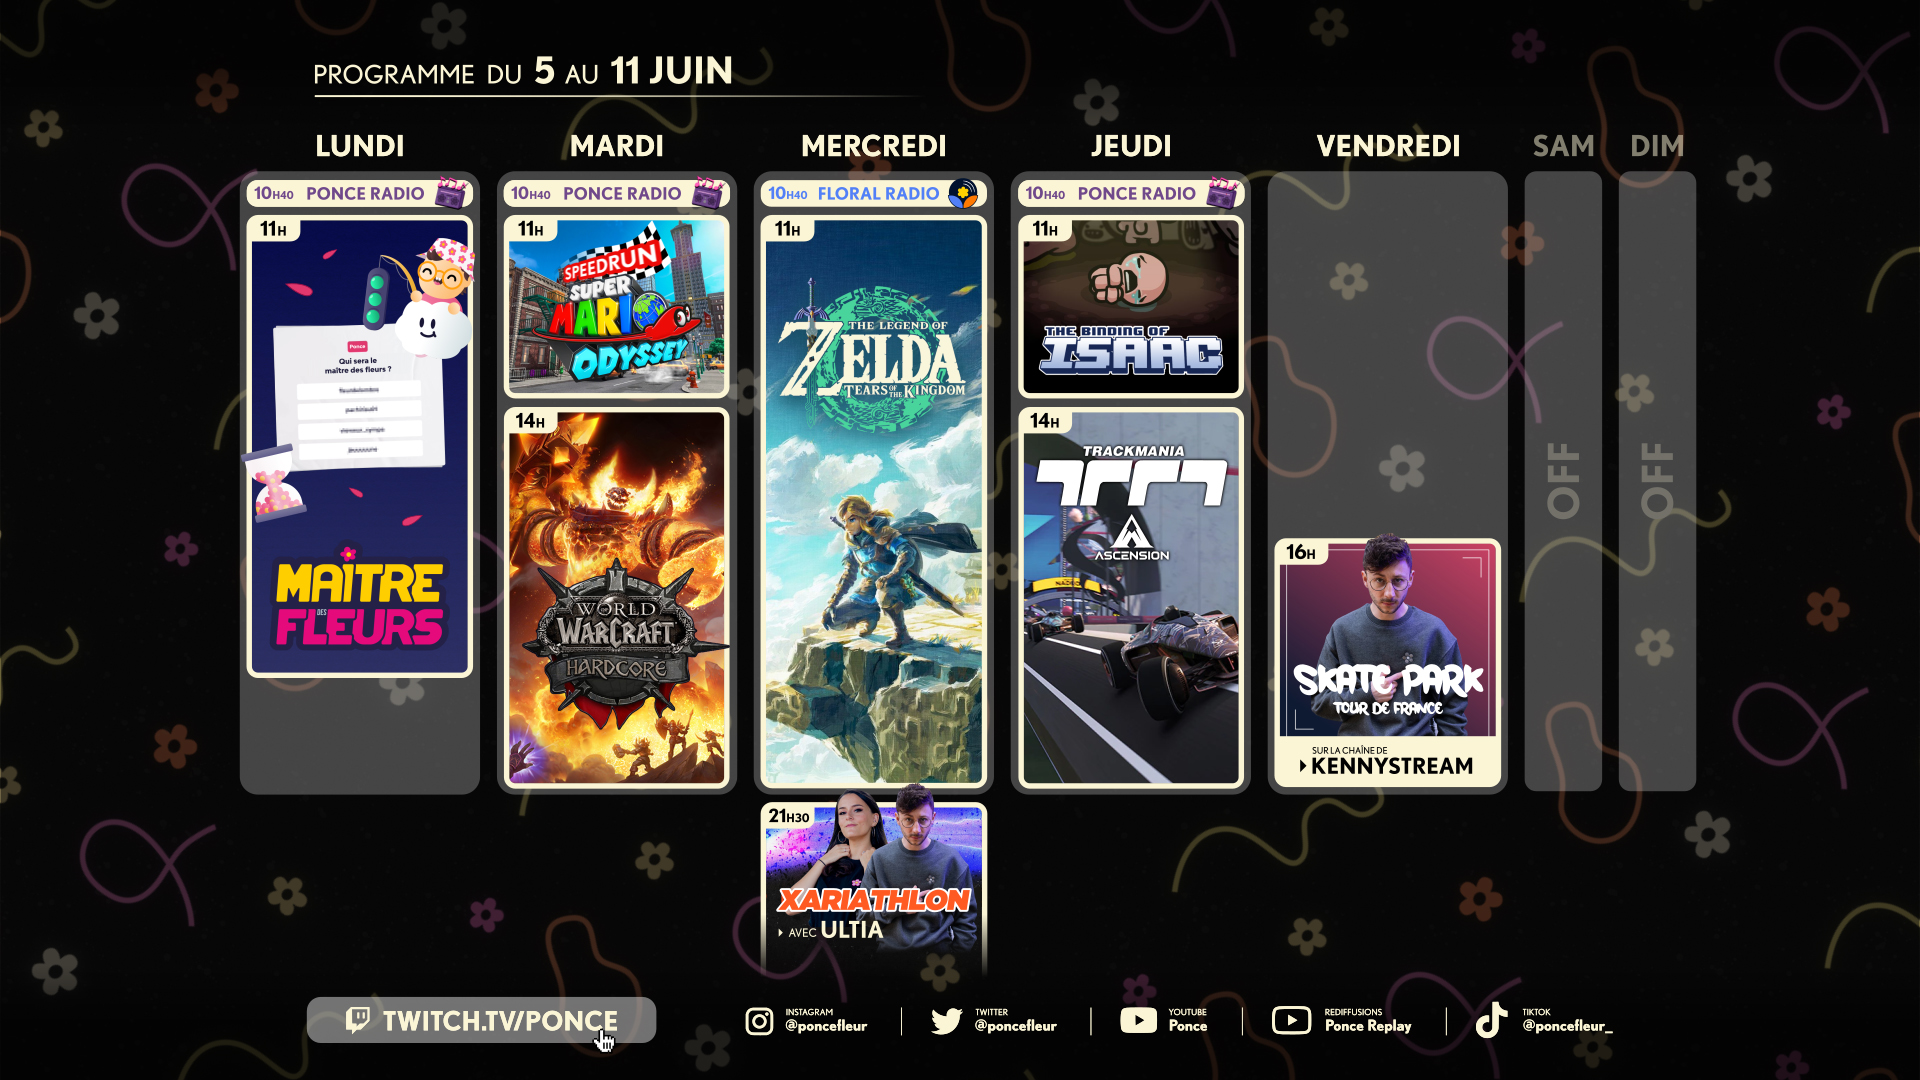 PROGRAMME DU 5 AU 11 JUIN
LUNDI
10H40 PONCE RADIO
11H
Ponce
Qui sera le
maître des fleurs ?
MAÎTRE
DES
FLEURS
MARDI
10H40 PONCE RADIO
11H
SPEEDRUN
SUPER
MARIO
ODYSSEY
14H
WORLD
OF
WARCRAFT
HARDCORE
MERCREDI
10H40 FLORAL RADIO
11H
THE LEGEND OF
ZELDA
TEARS OF THE KINGDOM
21H30
XARIATHLON
AVEC ULTIA
JEUDI
10H40 PONCE RADIO
11H
THE BINDING OF
ISAAC
14H
TRACKMANIA
ASCENSION
NADEO
VENDREDI
16H
SKATE PARK
TOUR DE FRANCE
SUR LA CHAÎNE DE
KENNYSTREAM
SAM
OFF
DIM
OFF
TWITCH.TV/PONCE
INSTAGRAM
@poncefleur
TWITTER
@poncefleur
YOUTUBE
Ponce
REDIFFUSIONS
Ponce Replay
TIKTOK
@poncefleur_